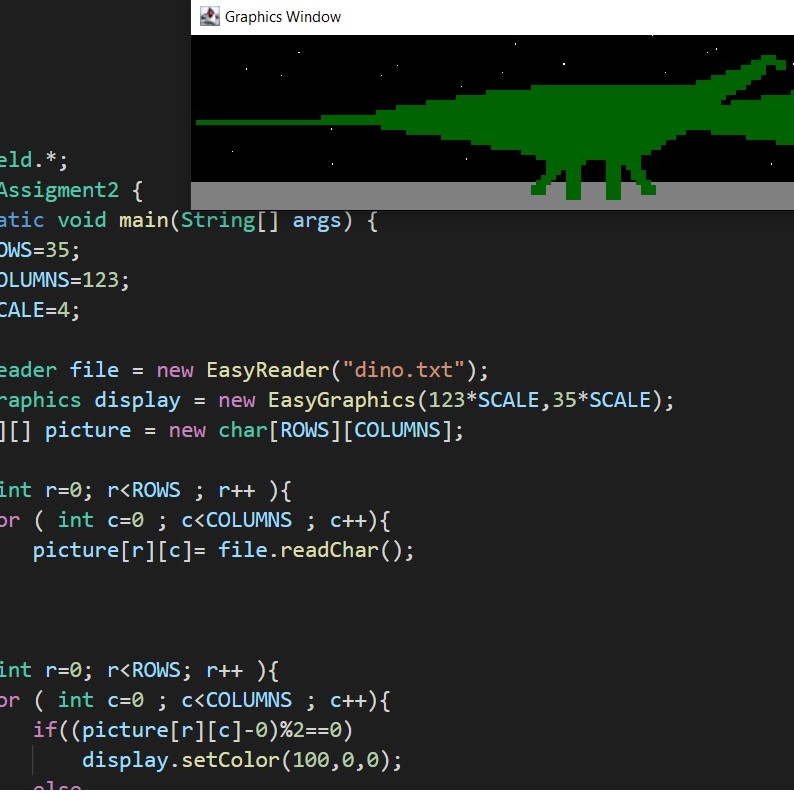 Graphics Window
eld.*;
Assigment2 {
atic void main(String[] args) {
OWS=35;
OLUMNS=123;
CALE=4;
eader file = new EasyReader("dino.txt");
raphics display = new EasyGraphics(123*SCALE,35*SCALE);
][] picture = new char[ROWS][COLUMNS];
int r=0; r<ROWS ; r++ ){
or ( int c=0 ; c<COLUMNS ; c++){
picture[r][c]= file.readChar();
int r=0; r<ROWS; r++ ){
or ( int c=0 ; c<COLUMNS ; c++){
if((picture[r][c]-0)%2==0)
display.setColor(100,0,0);
else